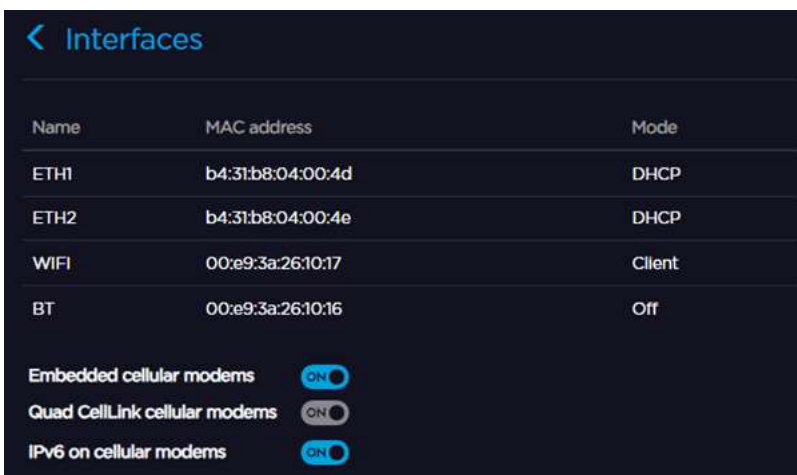 Interfaces
Name MAC address Mode
ETH1 b4:31:b8:04:00:4d DHCP
ETH2 b4:31:b8:04:00:4e DHCP
WIFI 00:e9:3a:26:10:17 Client
BT 00:e9:3a:26:10:16 Off
Embedded cellular modems ON
Quad CellLink cellular modems ON
IPv6 on cellular modems ON